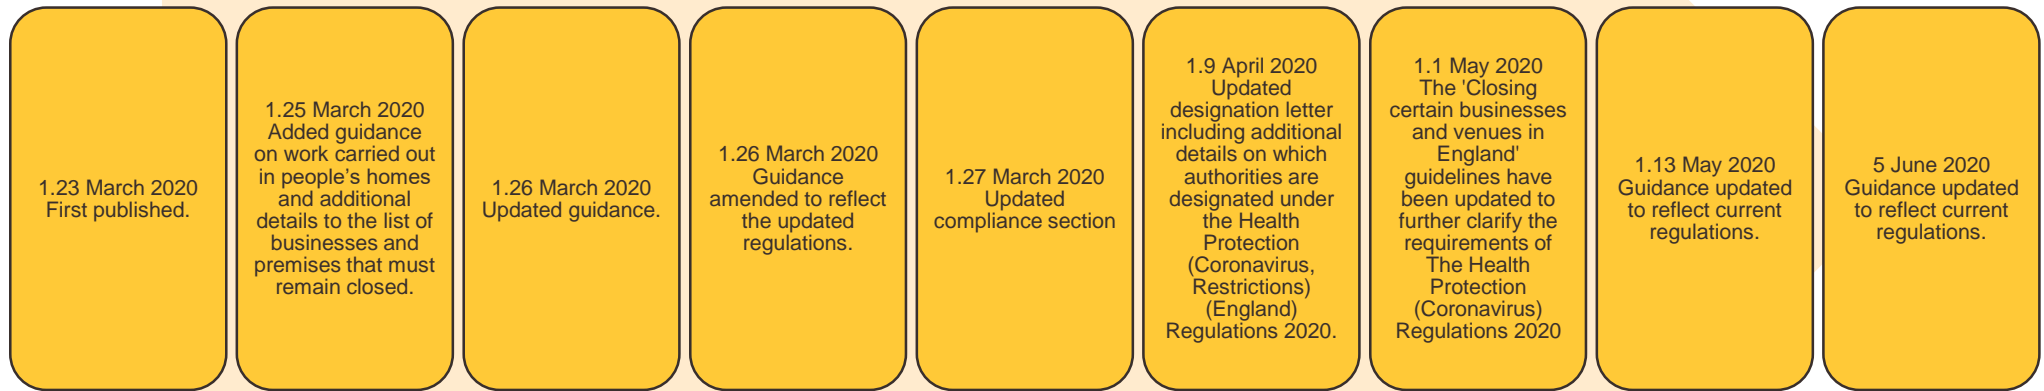 1.23 March 2020
First published.
1.25 March 2020
Added guidance
on work carried out
in people’s homes
and additional
details to the list of
businesses and
premises that must
remain closed.
1.26 March 2020
Updated guidance.
1.26 March 2020
Guidance
amended to reflect
the updated
regulations.
1.27 March 2020
Updated
compliance section
1.9 April 2020
Updated
designation letter
including additional
details on which
authorities are
designated under
the Health
Protection
(Coronavirus,
Restrictions)
(England)
Regulations 2020.
1.1 May 2020
The 'Closing
certain businesses
and venues in
England'
guidelines have
been updated to
further clarify the
requirements of
The Health
Protection
(Coronavirus)
Regulations 2020
1.13 May 2020
Guidance updated
to reflect current
regulations.
5 June 2020
Guidance updated
to reflect current
regulations.